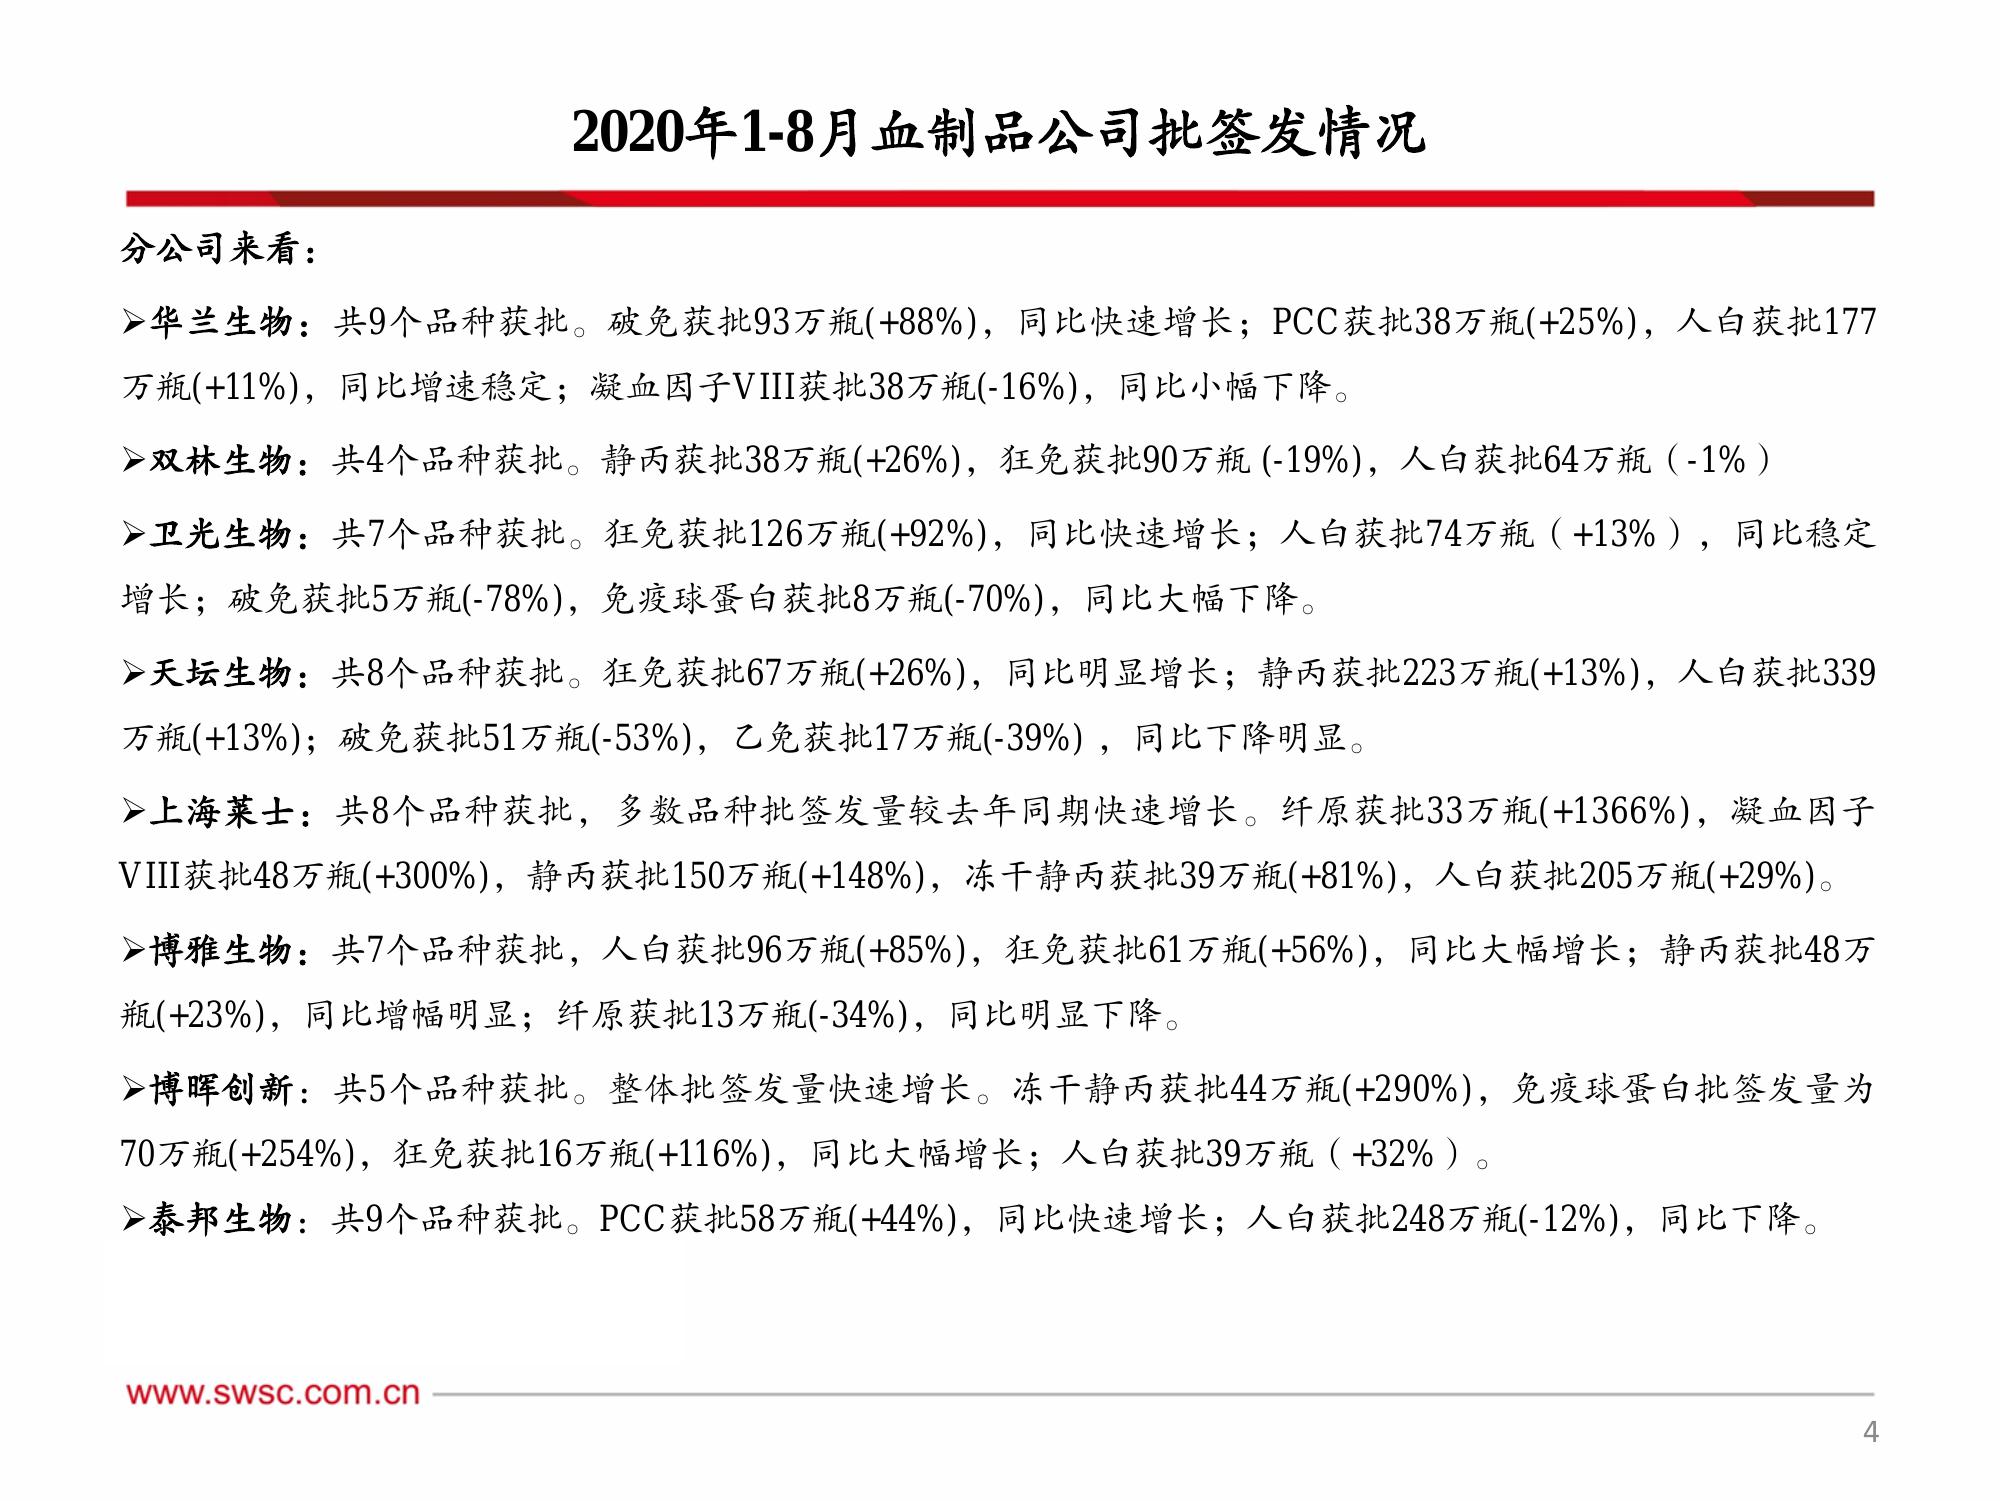 2020年1-8月血制品公司批签发情况
分公司来看：
➢华兰生物：共9个品种获批。破免获批93万瓶(+88%)，同比快速增长；PCC获批38万瓶(+25%)，人白获批177
万瓶(+11%)，同比增速稳定；凝血因子VIII获批38万瓶(-16%)，同比小幅下降。
➢双林生物：共4个品种获批。静丙获批38万瓶(+26%)，狂免获批90万瓶 (-19%)，人白获批64万瓶（-1%）
➢卫光生物：共7个品种获批。狂免获批126万瓶(+92%)，同比快速增长；人白获批74万瓶（+13%），同比稳定
增长；破免获批5万瓶(-78%)，免疫球蛋白获批8万瓶(-70%)，同比大幅下降。
➢天坛生物：共8个品种获批。狂免获批67万瓶(+26%)，同比明显增长；静丙获批223万瓶(+13%)，人白获批339
万瓶(+13%)；破免获批51万瓶(-53%)，乙免获批17万瓶(-39%) ，同比下降明显。
➢上海莱士：共8个品种获批，多数品种批签发量较去年同期快速增长。纤原获批33万瓶(+1366%)，凝血因子
VIII获批48万瓶(+300%)，静丙获批150万瓶(+148%)，冻干静丙获批39万瓶(+81%)，人白获批205万瓶(+29%)。
➢博雅生物：共7个品种获批，人白获批96万瓶(+85%)，狂免获批61万瓶(+56%)，同比大幅增长；静丙获批48万
瓶(+23%)，同比增幅明显；纤原获批13万瓶(-34%)，同比明显下降。
➢博晖创新：共5个品种获批。整体批签发量快速增长。冻干静丙获批44万瓶(+290%)，免疫球蛋白批签发量为
70万瓶(+254%)，狂免获批16万瓶(+116%)，同比大幅增长；人白获批39万瓶（+32%）。
➢泰邦生物：共9个品种获批。PCC获批58万瓶(+44%)，同比快速增长；人白获批248万瓶(-12%)，同比下降。
www.swsc.com.cn
4